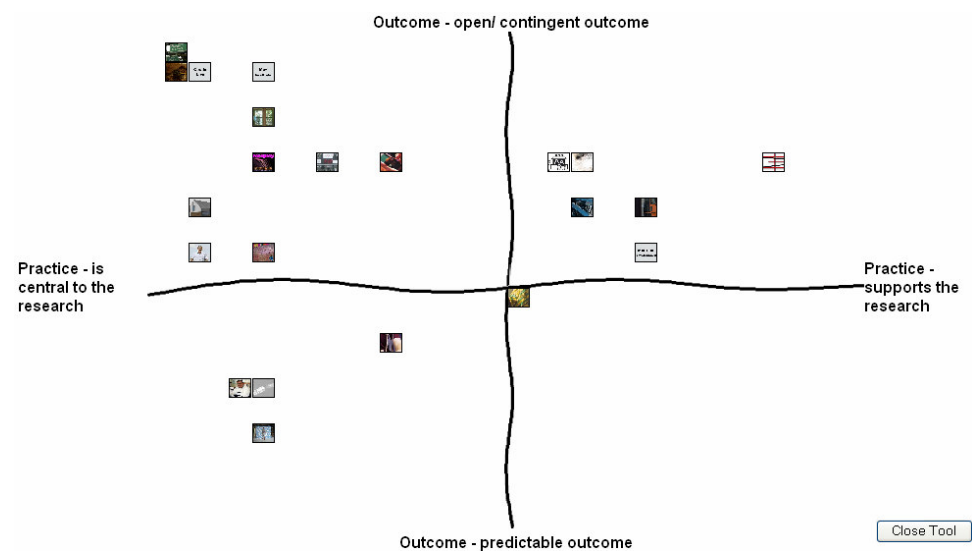 Outcome - open/ contingent outcome
Practice - is
central to the
research
Practice -
supports the
research
Outcome - predictable outcome
Close Tool